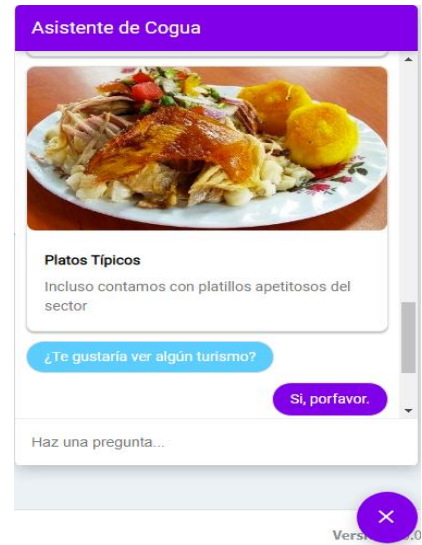 Asistente de Cogua
Platos Típicos
Incluso contamos con platillos apetitosos del
sector
¿Te gustaría ver algún turismo?
Si, porfavor.
Haz una pregunta...